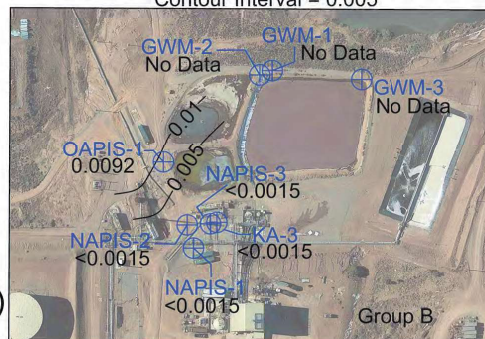 Contour Interval = 0.005
GWM-1
No Data
GWM-2
No Data
GWM-3
No Data
0.01
0.005
OAPIS-1
0.0092
NAPIS-3
<0.0015
NAPIS-2
<0.0015
KA-3
<0.0015
NAPIS-1
<0.0015
Group B
)